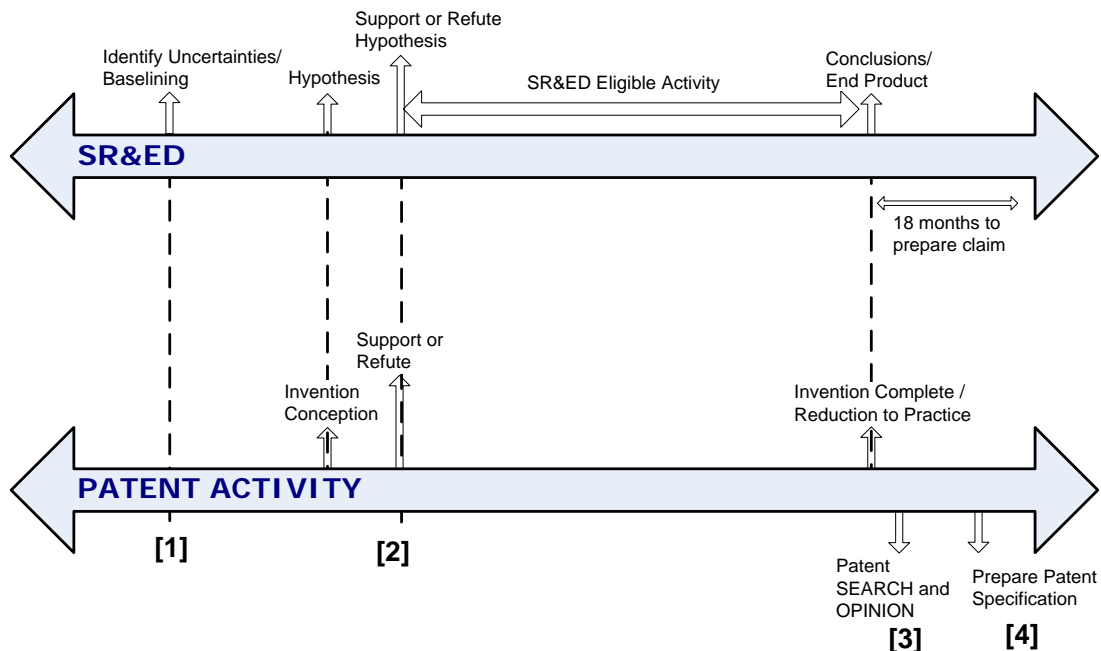 Support or Refute
Hypothesis
Identify Uncertainties/
Baselining
Hypothesis
SR&ED Eligible Activity
Conclusions/
End Product
SR&ED
18 months to
prepare claim
Support or
Refute
Invention
Conception
Invention Complete /
Reduction to Practice
PATENT ACTIVITY
[1]
[2]
Patent
SEARCH and
OPINION
[3]
Prepare Patent
Specification
[4]